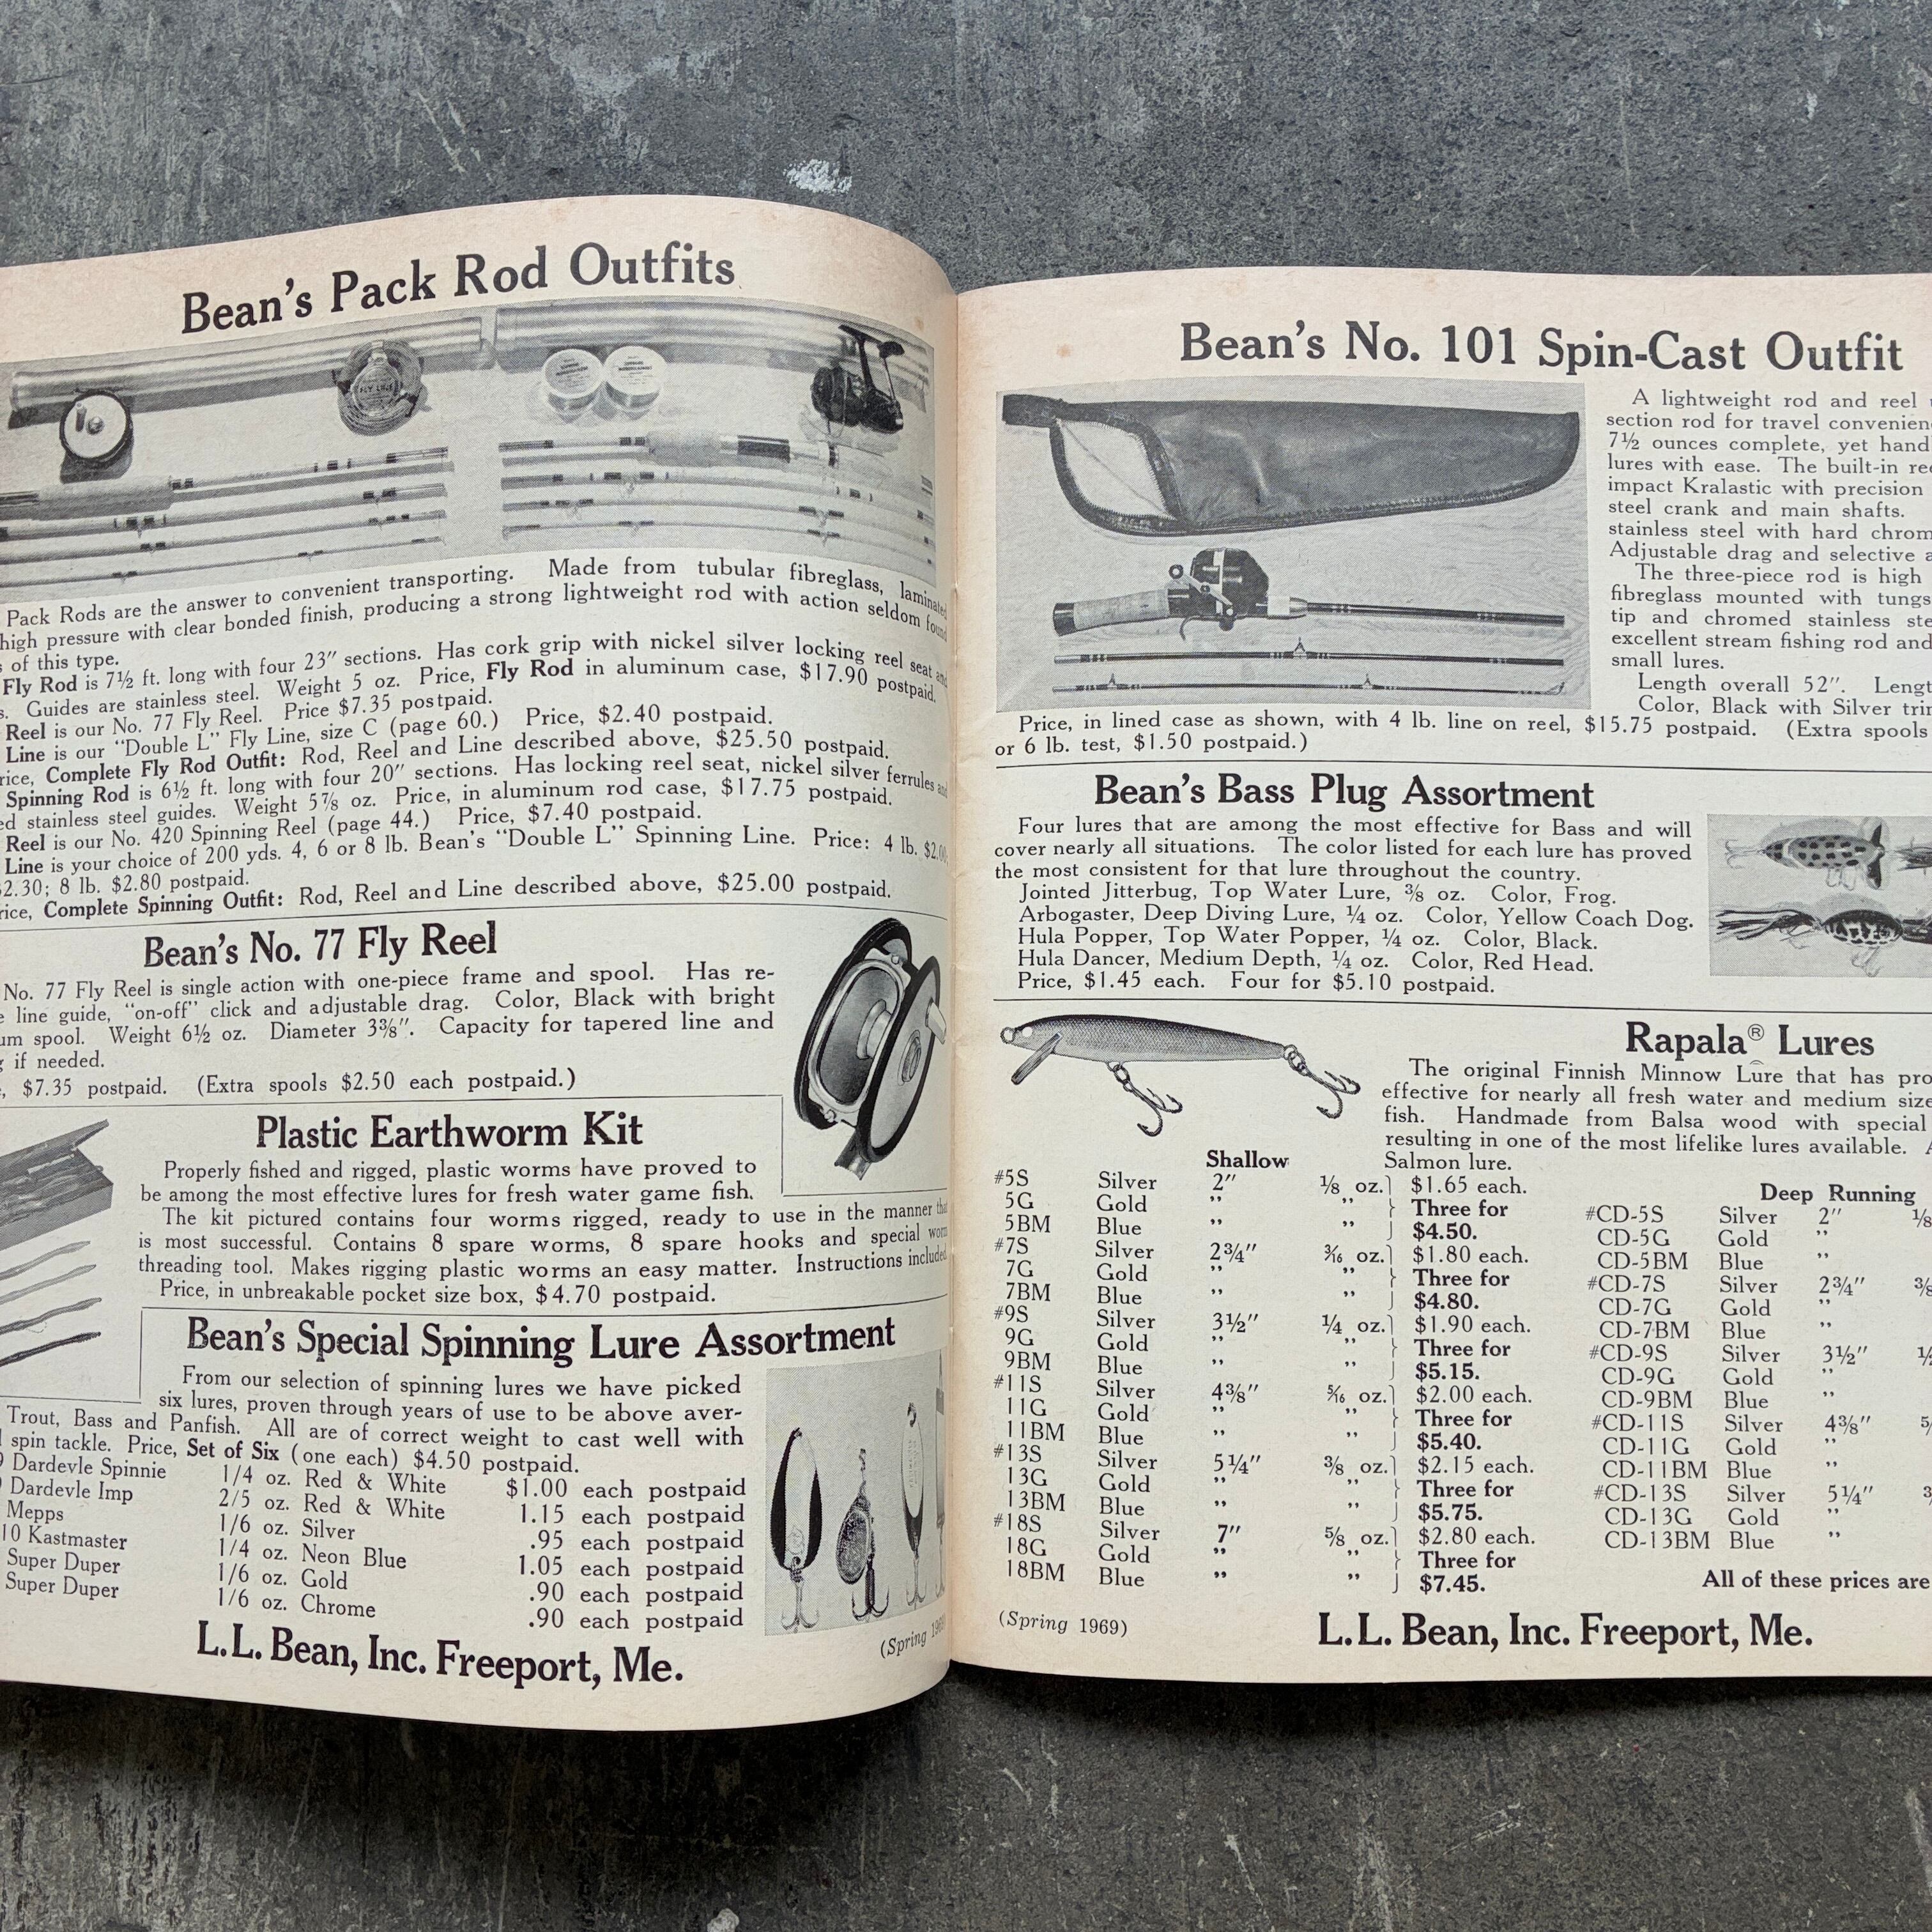 Bean's Pack Rod Outfits
FLY LINE
Pack Rods are the answer to convenient transporting. Made from tubular fibreglass, laminated
high pressure with clear bonded finish, producing a strong lightweight rod with action seldom found
of this type.
Fly Rod is 7½ ft. long with four 23" sections. Has cork grip with nickel silver locking reel seat and
Guides are stainless steel. Weight 5 oz. Price, Fly Rod in aluminum case, $17.90 postpaid.
Reel is our No. 77 Fly Reel. Price $7.35 postpaid.
Line is our "Double L" Fly Line, size C (page 60.) Price, $2.40 postpaid.
rice, Complete Fly Rod Outfit: Rod, Reel and Line described above, $25.50 postpaid.
Spinning Rod is 6½ ft. long with four 20" sections. Has locking reel seat, nickel silver ferrules and
ed stainless steel guides. Weight 5⅞ oz. Price, in aluminum rod case, $17.75 postpaid.
Reel is our No. 420 Spinning Reel (page 44.) Price, $7.40 postpaid.
Line is your choice of 200 yds. 4, 6 or 8 lb. Bean's "Double L" Spinning Line. Price: 4 lb. $2.00;
$2.30; 8 lb. $2.80 postpaid.
rice, Complete Spinning Outfit: Rod, Reel and Line described above, $25.00 postpaid.
Bean's No. 77 Fly Reel
No. 77 Fly Reel is single action with one-piece frame and spool. Has re-
e line guide, "on-off" click and adjustable drag. Color, Black with bright
um spool. Weight 6½ oz. Diameter 3⅜". Capacity for tapered line and
g if needed.
, $7.35 postpaid. (Extra spools $2.50 each postpaid.)
Plastic Earthworm Kit
Properly fished and rigged, plastic worms have proved to
be among the most effective lures for fresh water game fish.
The kit pictured contains four worms rigged, ready to use in the manner that
is most successful. Contains 8 spare worms, 8 spare hooks and special worm
threading tool. Makes rigging plastic worms an easy matter. Instructions included.
Price, in unbreakable pocket size box, $4.70 postpaid.
Bean's Special Spinning Lure Assortment
From our selection of spinning lures we have picked
six lures, proven through years of use to be above aver-
Trout, Bass and Panfish. All are of correct weight to cast well with
spin tackle. Price, Set of Six (one each) $4.50 postpaid.
9 Dardevle Spinnie 1/4 oz. Red & White $1.00 each postpaid
Dardevle Imp 2/5 oz. Red & White 1.15 each postpaid
Mepps 1/6 oz. Silver .95 each postpaid
10 Kastmaster 1/4 oz. Neon Blue 1.05 each postpaid
Super Duper 1/6 oz. Gold .90 each postpaid
Super Duper 1/6 oz. Chrome .90 each postpaid
(Spring 1969)
L.L. Bean, Inc. Freeport, Me.
Bean's No. 101 Spin-Cast Outfit
A lightweight rod and reel
section rod for travel convenien
7½ ounces complete, yet hand
lures with ease. The built-in ree
impact Kralastic with precision
steel crank and main shafts.
stainless steel with hard chrom
Adjustable drag and selective a
The three-piece rod is high
fibreglass mounted with tungs
tip and chromed stainless ste
excellent stream fishing rod and
small lures.
Length overall 52". Lengt
Color, Black with Silver trim
Price, in lined case as shown, with 4 lb. line on reel, $15.75 postpaid. (Extra spools
or 6 lb. test, $1.50 postpaid.)
Bean's Bass Plug Assortment
Four lures that are among the most effective for Bass and will
cover nearly all situations. The color listed for each lure has proved
the most consistent for that lure throughout the country.
Jointed Jitterbug, Top Water Lure, ⅜ oz. Color, Frog.
Arbogaster, Deep Diving Lure, ¼ oz. Color, Yellow Coach Dog.
Hula Popper, Top Water Popper, ¼ oz. Color, Black.
Hula Dancer, Medium Depth, ¼ oz. Color, Red Head.
Price, $1.45 each. Four for $5.10 postpaid.
Rapala® Lures
The original Finnish Minnow Lure that has pro
effective for nearly all fresh water and medium size
fish. Handmade from Balsa wood with special
resulting in one of the most lifelike lures available. A
Salmon lure.
Shallow
#5S Silver 2" ⅛ oz. $1.65 each.
5G Gold " " Three for
5BM Blue " " $4.50.
#7S Silver 2¾" 3/16 oz. $1.80 each.
7G Gold " " Three for
7BM Blue " " $4.80.
#9S Silver 3½" ¼ oz. $1.90 each.
9G Gold " " Three for
9BM Blue " " $5.15.
#11S Silver 4⅜" 5/16 oz. $2.00 each.
11G Gold " " Three for
11BM Blue " " $5.40.
#13S Silver 5¼" ⅜ oz. $2.15 each.
13G Gold " " Three for
13BM Blue " " $5.75.
#18S Silver 7" ⅝ oz. $2.80 each.
18G Gold " " Three for
18BM Blue " " $7.45.
Deep Running
#CD-5S Silver 2" ⅛
CD-5G Gold "
CD-5BM Blue "
#CD-7S Silver 2¾"
CD-7G Gold "
CD-7BM Blue "
#CD-9S Silver 3½"
CD-9G Gold "
CD-9BM Blue "
#CD-11S Silver 4⅜"
CD-11G Gold "
CD-11BM Blue "
#CD-13S Silver 5¼"
CD-13G Gold "
CD-13BM Blue "
All of these prices are
(Spring 1969)
L.L. Bean, Inc. Freeport, Me.